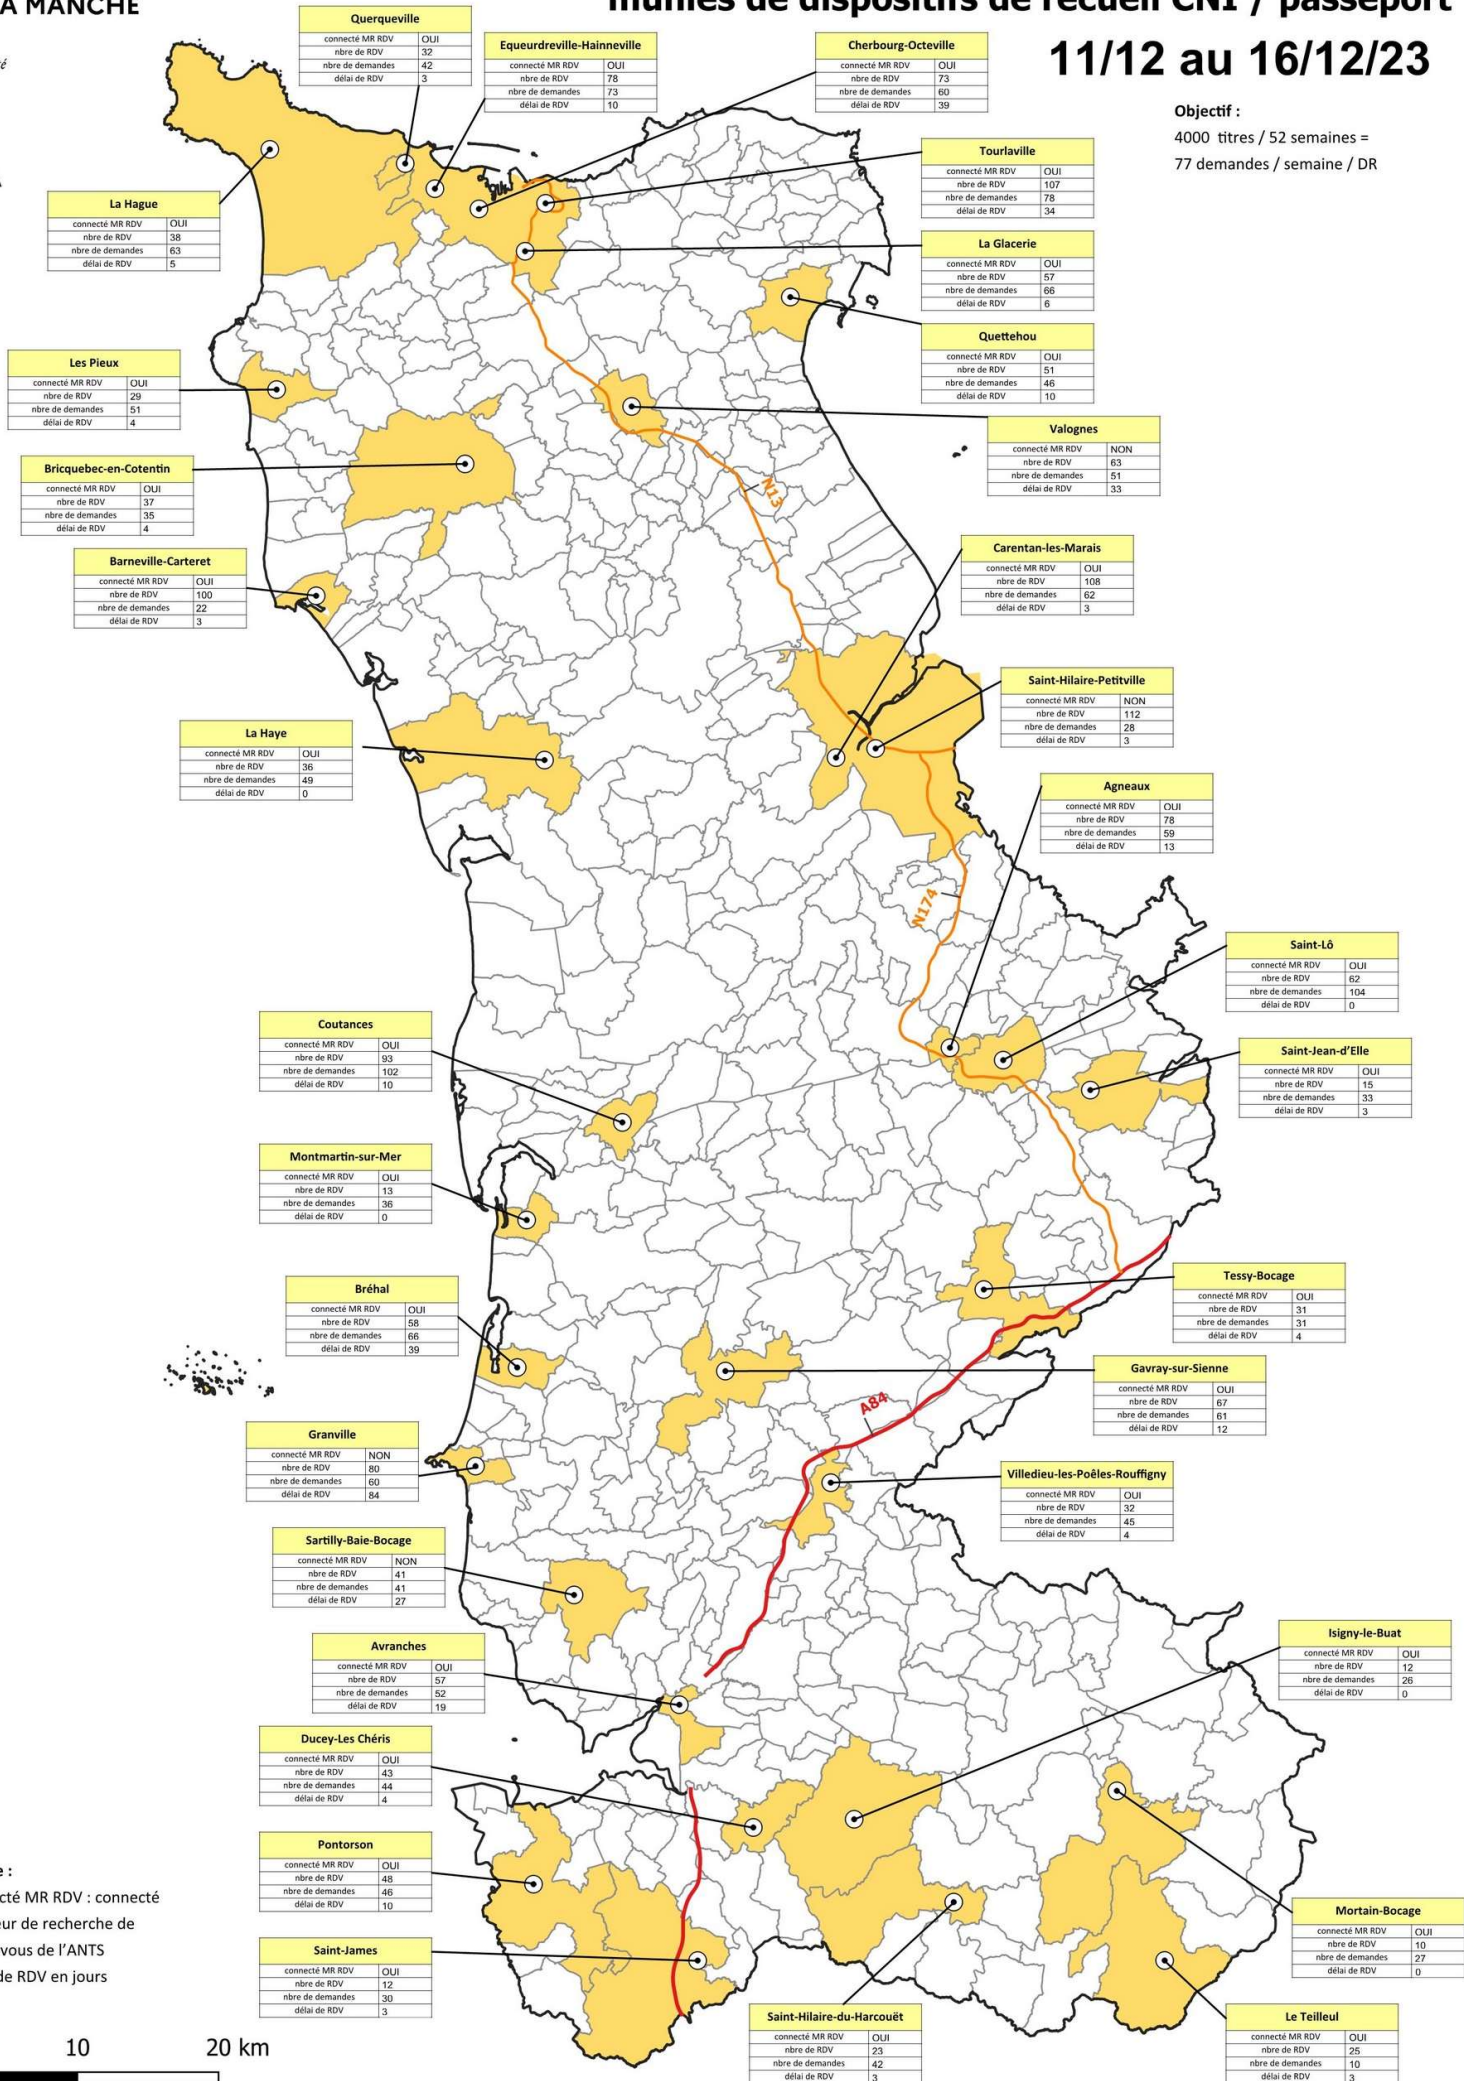 A MANCHE
munies de dispositifs de recueil CNI / passeport
11/12 au 16/12/23
Objectif :
4000 titres / 52 semaines =
77 demandes / semaine / DR
Querqueville
connecté MR RDV OUI
nbre de RDV 32
nbre de demandes 42
délai de RDV 3
Equeurdreville-Hainneville
connecté MR RDV OUI
nbre de RDV 78
nbre de demandes 73
délai de RDV 10
Cherbourg-Octeville
connecté MR RDV OUI
nbre de RDV 73
nbre de demandes 60
délai de RDV 39
Tourlaville
connecté MR RDV OUI
nbre de RDV 107
nbre de demandes 78
délai de RDV 34
La Hague
connecté MR RDV OUI
nbre de RDV 38
nbre de demandes 63
délai de RDV 5
La Glacerie
connecté MR RDV OUI
nbre de RDV 57
nbre de demandes 66
délai de RDV 6
Quettehou
connecté MR RDV OUI
nbre de RDV 51
nbre de demandes 46
délai de RDV 10
Les Pieux
connecté MR RDV OUI
nbre de RDV 29
nbre de demandes 51
délai de RDV 4
Valognes
connecté MR RDV NON
nbre de RDV 63
nbre de demandes 51
délai de RDV 33
Bricquebec-en-Cotentin
connecté MR RDV OUI
nbre de RDV 37
nbre de demandes 35
délai de RDV 4
N13
Barneville-Carteret
connecté MR RDV OUI
nbre de RDV 100
nbre de demandes 22
délai de RDV 3
Carentan-les-Marais
connecté MR RDV OUI
nbre de RDV 108
nbre de demandes 62
délai de RDV 3
Saint-Hilaire-Petitville
connecté MR RDV NON
nbre de RDV 112
nbre de demandes 28
délai de RDV 3
La Haye
connecté MR RDV OUI
nbre de RDV 36
nbre de demandes 49
délai de RDV 0
Agneaux
connecté MR RDV OUI
nbre de RDV 78
nbre de demandes 59
délai de RDV 13
N174
Saint-Lô
connecté MR RDV OUI
nbre de RDV 62
nbre de demandes 104
délai de RDV 0
Coutances
connecté MR RDV OUI
nbre de RDV 93
nbre de demandes 102
délai de RDV 10
Saint-Jean-d'Elle
connecté MR RDV OUI
nbre de RDV 15
nbre de demandes 33
délai de RDV 3
Montmartin-sur-Mer
connecté MR RDV OUI
nbre de RDV 13
nbre de demandes 36
délai de RDV 0
Tessy-Bocage
connecté MR RDV OUI
nbre de RDV 31
nbre de demandes 31
délai de RDV 4
Bréhal
connecté MR RDV OUI
nbre de RDV 58
nbre de demandes 66
délai de RDV 39
Gavray-sur-Sienne
connecté MR RDV OUI
nbre de RDV 67
nbre de demandes 61
délai de RDV 12
A84
Granville
connecté MR RDV NON
nbre de RDV 80
nbre de demandes 60
délai de RDV 84
Villedieu-les-Poêles-Rouffigny
connecté MR RDV OUI
nbre de RDV 32
nbre de demandes 45
délai de RDV 4
Sartilly-Baie-Bocage
connecté MR RDV NON
nbre de RDV 41
nbre de demandes 41
délai de RDV 27
Isigny-le-Buat
connecté MR RDV OUI
nbre de RDV 12
nbre de demandes 26
délai de RDV 0
Avranches
connecté MR RDV OUI
nbre de RDV 57
nbre de demandes 52
délai de RDV 19
Ducey-Les Chéris
connecté MR RDV OUI
nbre de RDV 43
nbre de demandes 44
délai de RDV 4
Pontorson
connecté MR RDV OUI
nbre de RDV 48
nbre de demandes 46
délai de RDV 10
Mortain-Bocage
connecté MR RDV OUI
nbre de RDV 10
nbre de demandes 27
délai de RDV 0
Saint-James
connecté MR RDV OUI
nbre de RDV 12
nbre de demandes 30
délai de RDV 3
Saint-Hilaire-du-Harcouët
connecté MR RDV OUI
nbre de RDV 23
nbre de demandes 42
délai de RDV 3
Le Teilleul
connecté MR RDV OUI
nbre de RDV 25
nbre de demandes 10
délai de RDV 3
e :
cté MR RDV : connecté
eur de recherche de
vous de l'ANTS
de RDV en jours
10 20 km